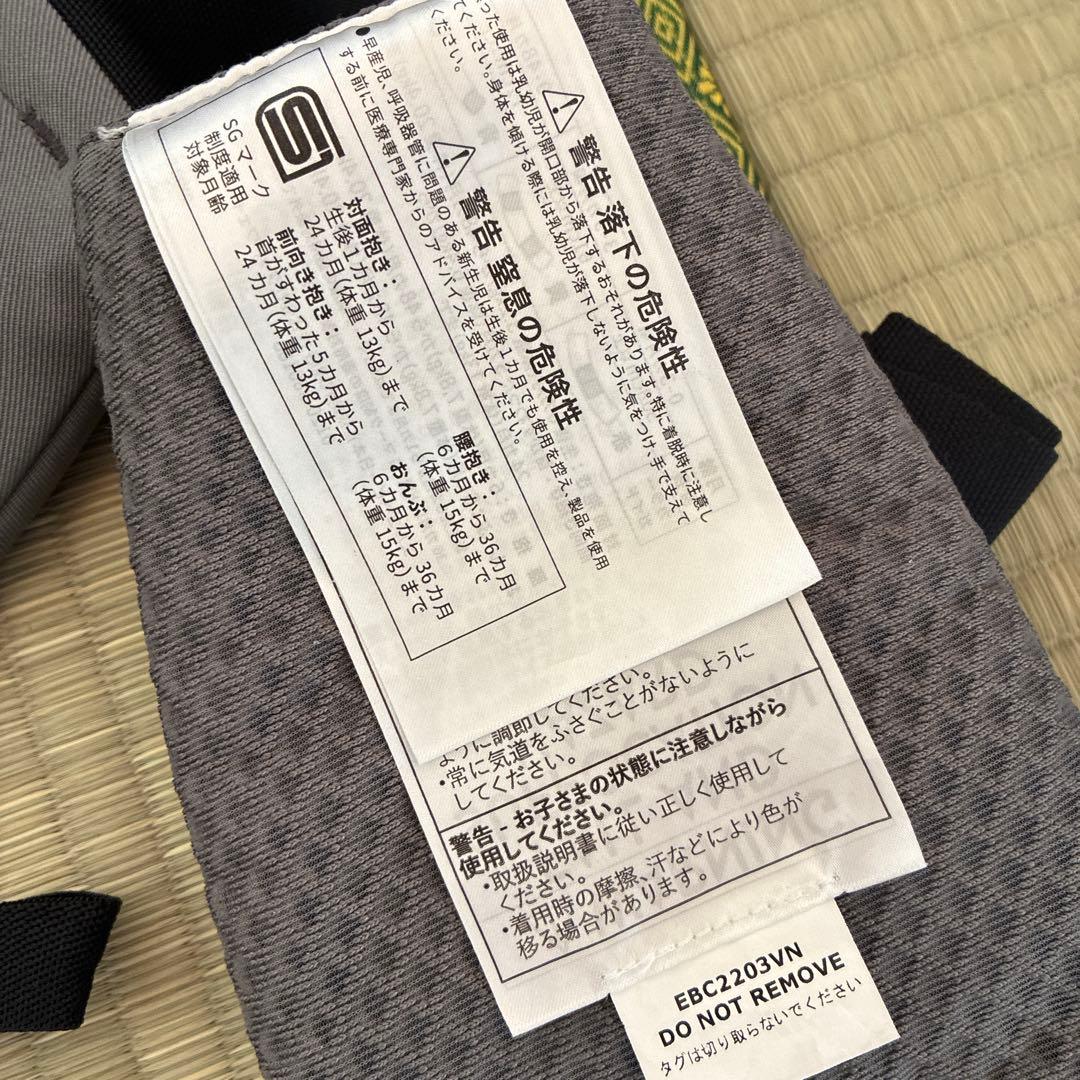 警告 落下の危険性
った使用は乳幼児が開口部から落下するおそれがあります。特に着脱時に注意し
てください。身体を傾ける際には乳幼児が落下しないように気をつけ、手で支えて
ください。
警告 窒息の危険性
・早産児、呼吸器管に問題のある新生児は生後1カ月でも使用を控え、製品を使用
する前に医療専門家からのアドバイスを受けてください。
SGマーク
制度適用
対象月齢
対面抱き:
生後1カ月から
24カ月(体重13kg)まで
前向き抱き:
首がすわった5カ月から
24カ月(体重13kg)まで
腰抱き:
6カ月から36カ月
(体重15kg)まで
おんぶ:
6カ月から36カ月
(体重15kg)まで
ように調節してください。
・常に気道をふさぐことがないように
してください。
警告 - お子さまの状態に注意しながら
使用してください。
・取扱説明書に従い正しく使用して
ください。
・着用時の摩擦、汗などにより色が
移る場合があります。
EBC2203VN
DO NOT REMOVE
タグは切り取らないでください